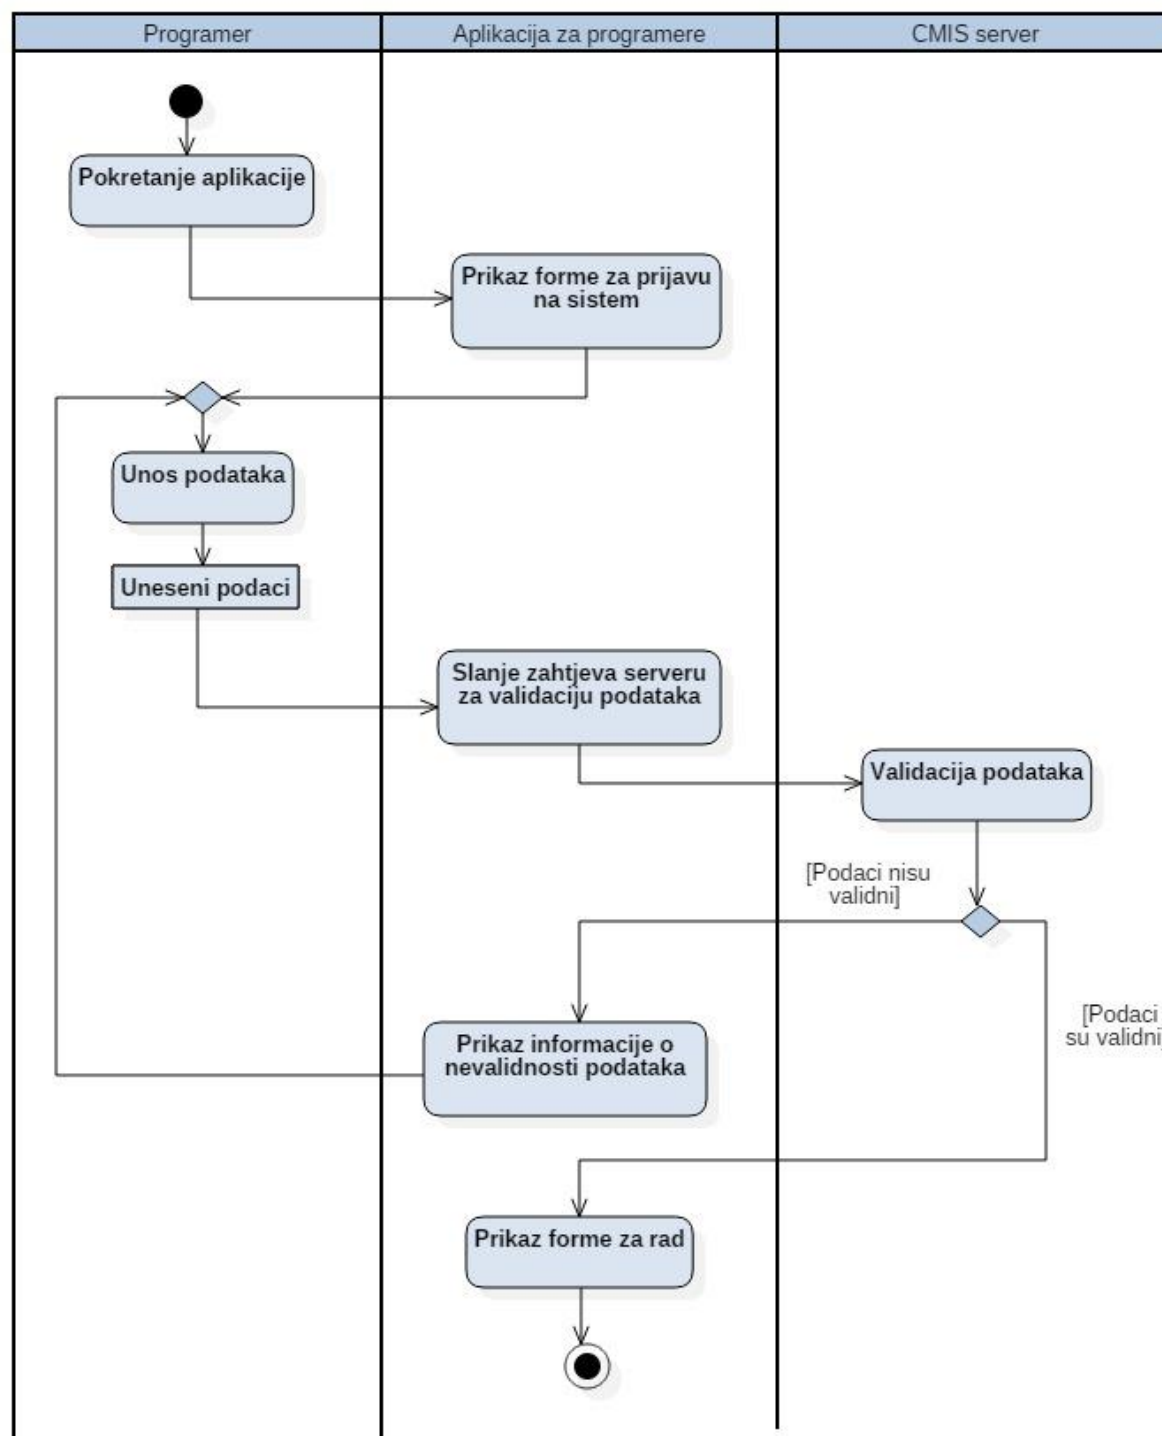 Programer
Aplikacija za programere
CMIS server
Pokretanje aplikacije
Prikaz forme za prijavu
na sistem
Unos podataka
Uneseni podaci
Slanje zahtjeva serveru
za validaciju podataka
Validacija podataka
[Podaci nisu
validni]
[Podaci
su validni]
Prikaz informacije o
nevalidnosti podataka
Prikaz forme za rad